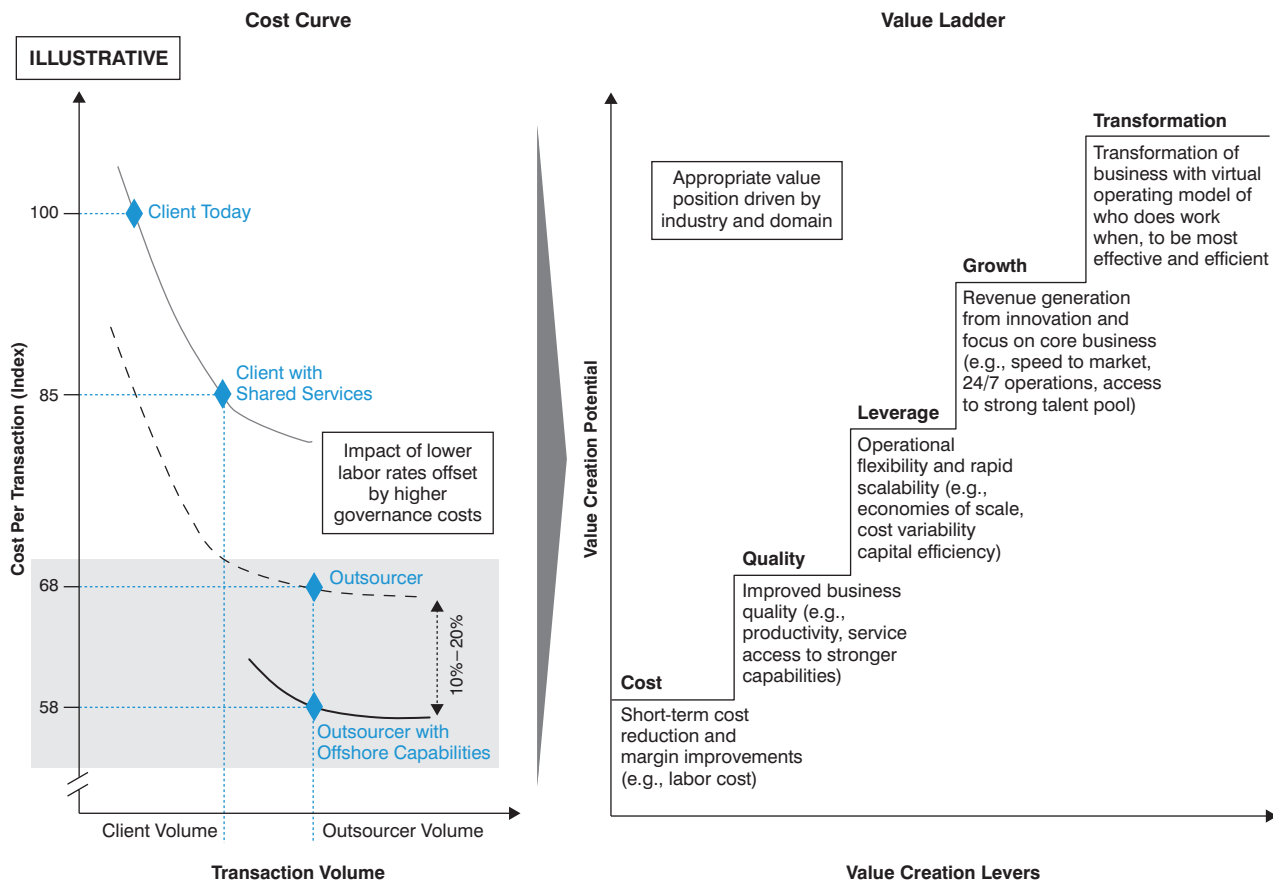 Cost Curve
ILLUSTRATIVE
Cost Per Transaction (Index)
100
85
68
58
Client Today
Client with
Shared Services
Impact of lower
labor rates offset
by higher
governance costs
Outsourcer
10%–20%
Outsourcer with
Offshore Capabilities
Client Volume
Outsourcer Volume
Transaction Volume
Value Ladder
Value Creation Potential
Appropriate value
position driven by
industry and domain
Transformation
Transformation of
business with virtual
operating model of
who does work
when, to be most
effective and efficient
Growth
Revenue generation
from innovation and
focus on core business
(e.g., speed to market,
24/7 operations, access
to strong talent pool)
Leverage
Operational
flexibility and rapid
scalability (e.g.,
economies of scale,
cost variability
capital efficiency)
Quality
Improved business
quality (e.g.,
productivity, service
access to stronger
capabilities)
Cost
Short-term cost
reduction and
margin improvements
(e.g., labor cost)
Value Creation Levers